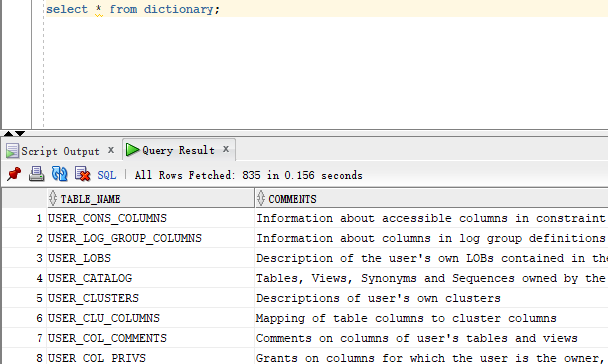 select * from dictionary;
Script Output x Query Result x
SQL | All Rows Fetched: 835 in 0.156 seconds
TABLE_NAME COMMENTS
1 USER_CONS_COLUMNS Information about accessible columns in constraint
2 USER_LOG_GROUP_COLUMNS Information about columns in log group definitions
3 USER_LOBS Description of the user's own LOBs contained in the
4 USER_CATALOG Tables, Views, Synonyms and Sequences owned by the
5 USER_CLUSTERS Descriptions of user's own clusters
6 USER_CLU_COLUMNS Mapping of table columns to cluster columns
7 USER_COL_COMMENTS Comments on columns of user's tables and views
8 USER_COL_PRIVS Grants on columns for which the user is the owner,